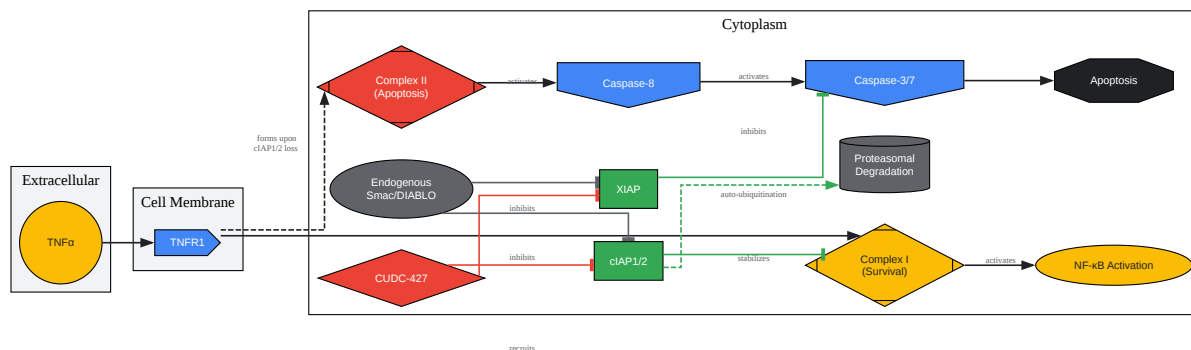 Cytoplasm
Complex II
(Apoptosis)
activates
Caspase-8
activates
Caspase-3/7
Apoptosis
forms upon
cIAP1/2 loss
inhibits
Proteasomal
Degradation
Extracellular
TNFα
Cell Membrane
TNFR1
Endogenous
Smac/DIABLO
XIAP
auto-ubiquitination
inhibits
CUDC-427
inhibits
cIAP1/2
stabilizes
Complex I
(Survival)
activates
NF-κB Activation
recruits